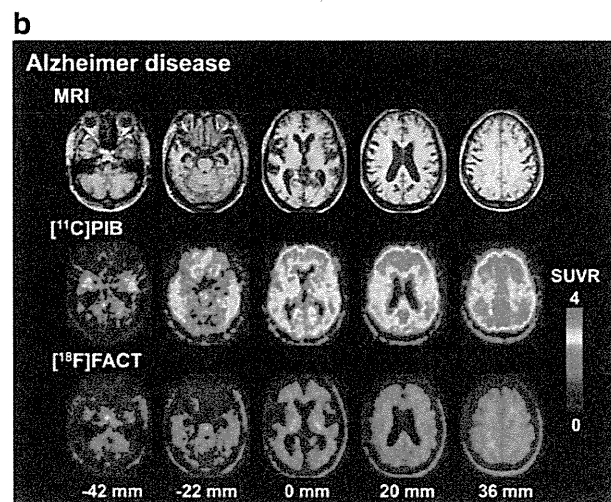 b
Alzheimer disease
MRI
[¹¹C]PIB
SUVR
4
[¹⁸F]FACT
0
-42 mm -22 mm 0 mm 20 mm 36 mm